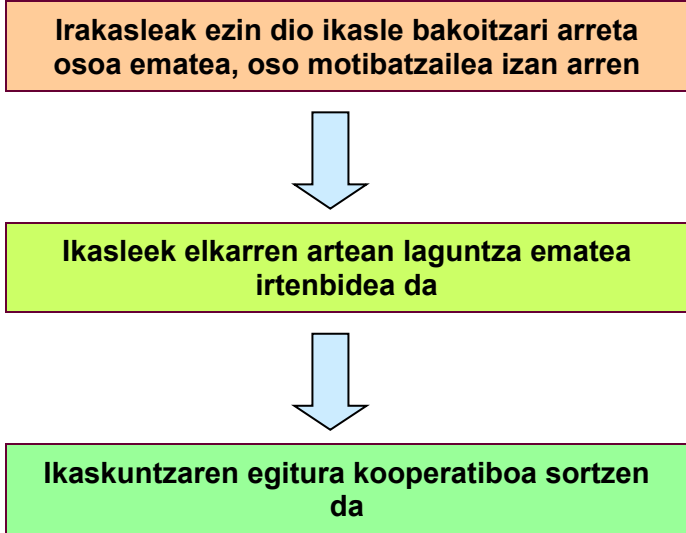 Irakasleak ezin dio ikasle bakoitzari arreta
osoa ematea, oso motibatzailea izan arren
Ikasleek elkarren artean laguntza ematea
irtenbidea da
Ikaskuntzaren egitura kooperatiboa sortzen
da